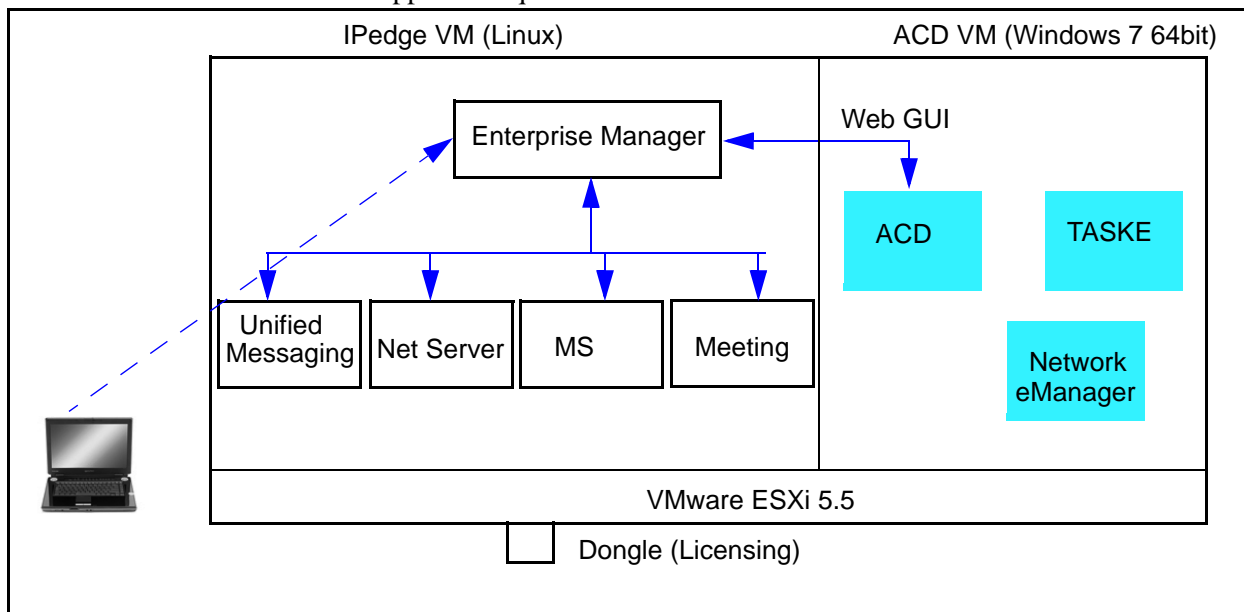 IPedge VM (Linux)
ACD VM (Windows 7 64bit)
Enterprise Manager
Web GUI
ACD
TASKE
Unified
Messaging
Net Server
MS
Meeting
Network
eManager
VMware ESXi 5.5
Dongle (Licensing)